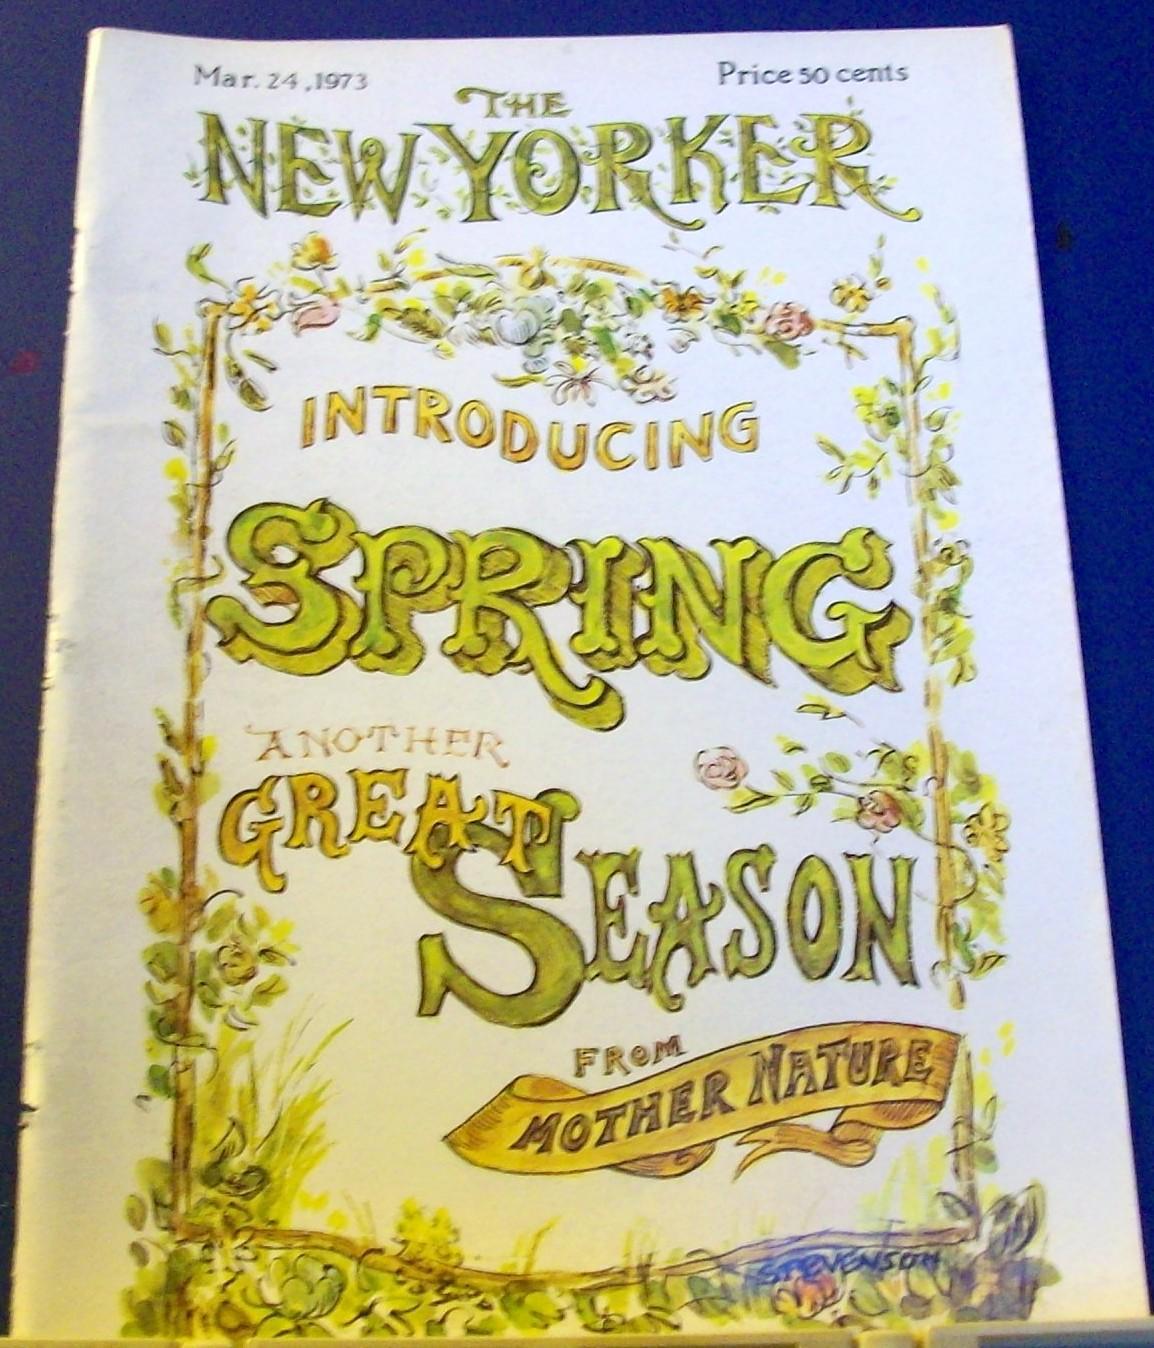 Mar. 24, 1973 Price 50 cents
THE
NEW YORKER
INTRODUCING
SPRING
ANOTHER
GREAT
SEASON
FROM
MOTHER NATURE
STEVENSON